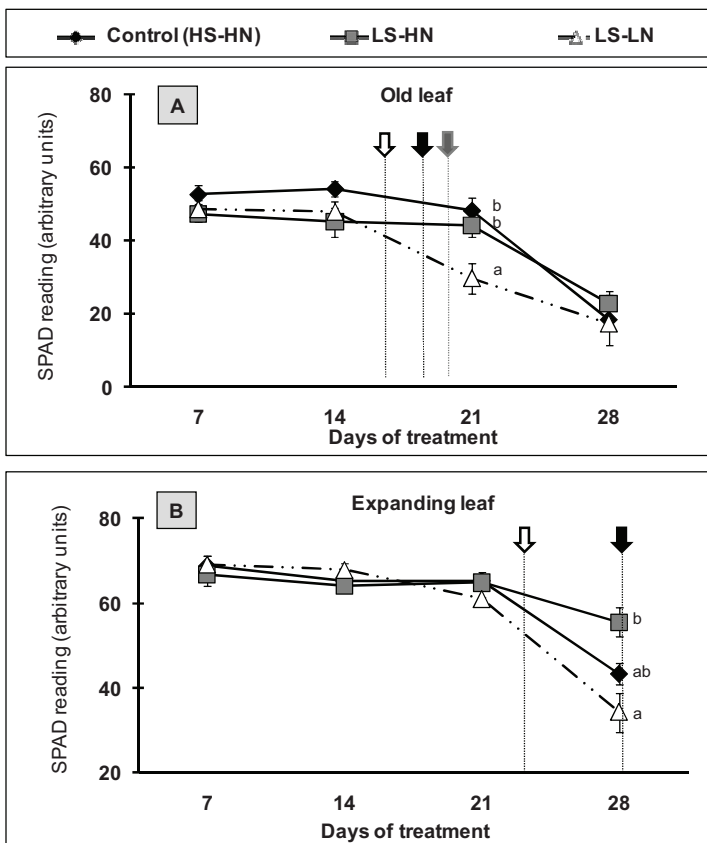 Control (HS-HN) LS-HN LS-LN
A
Old leaf
80
60
40
20
0
SPAD reading (arbitrary units)
b
b
a
7 14 21 28
Days of treatment
B
Expanding leaf
80
60
40
20
SPAD reading (arbitrary units)
b
ab
a
7 14 21 28
Days of treatment